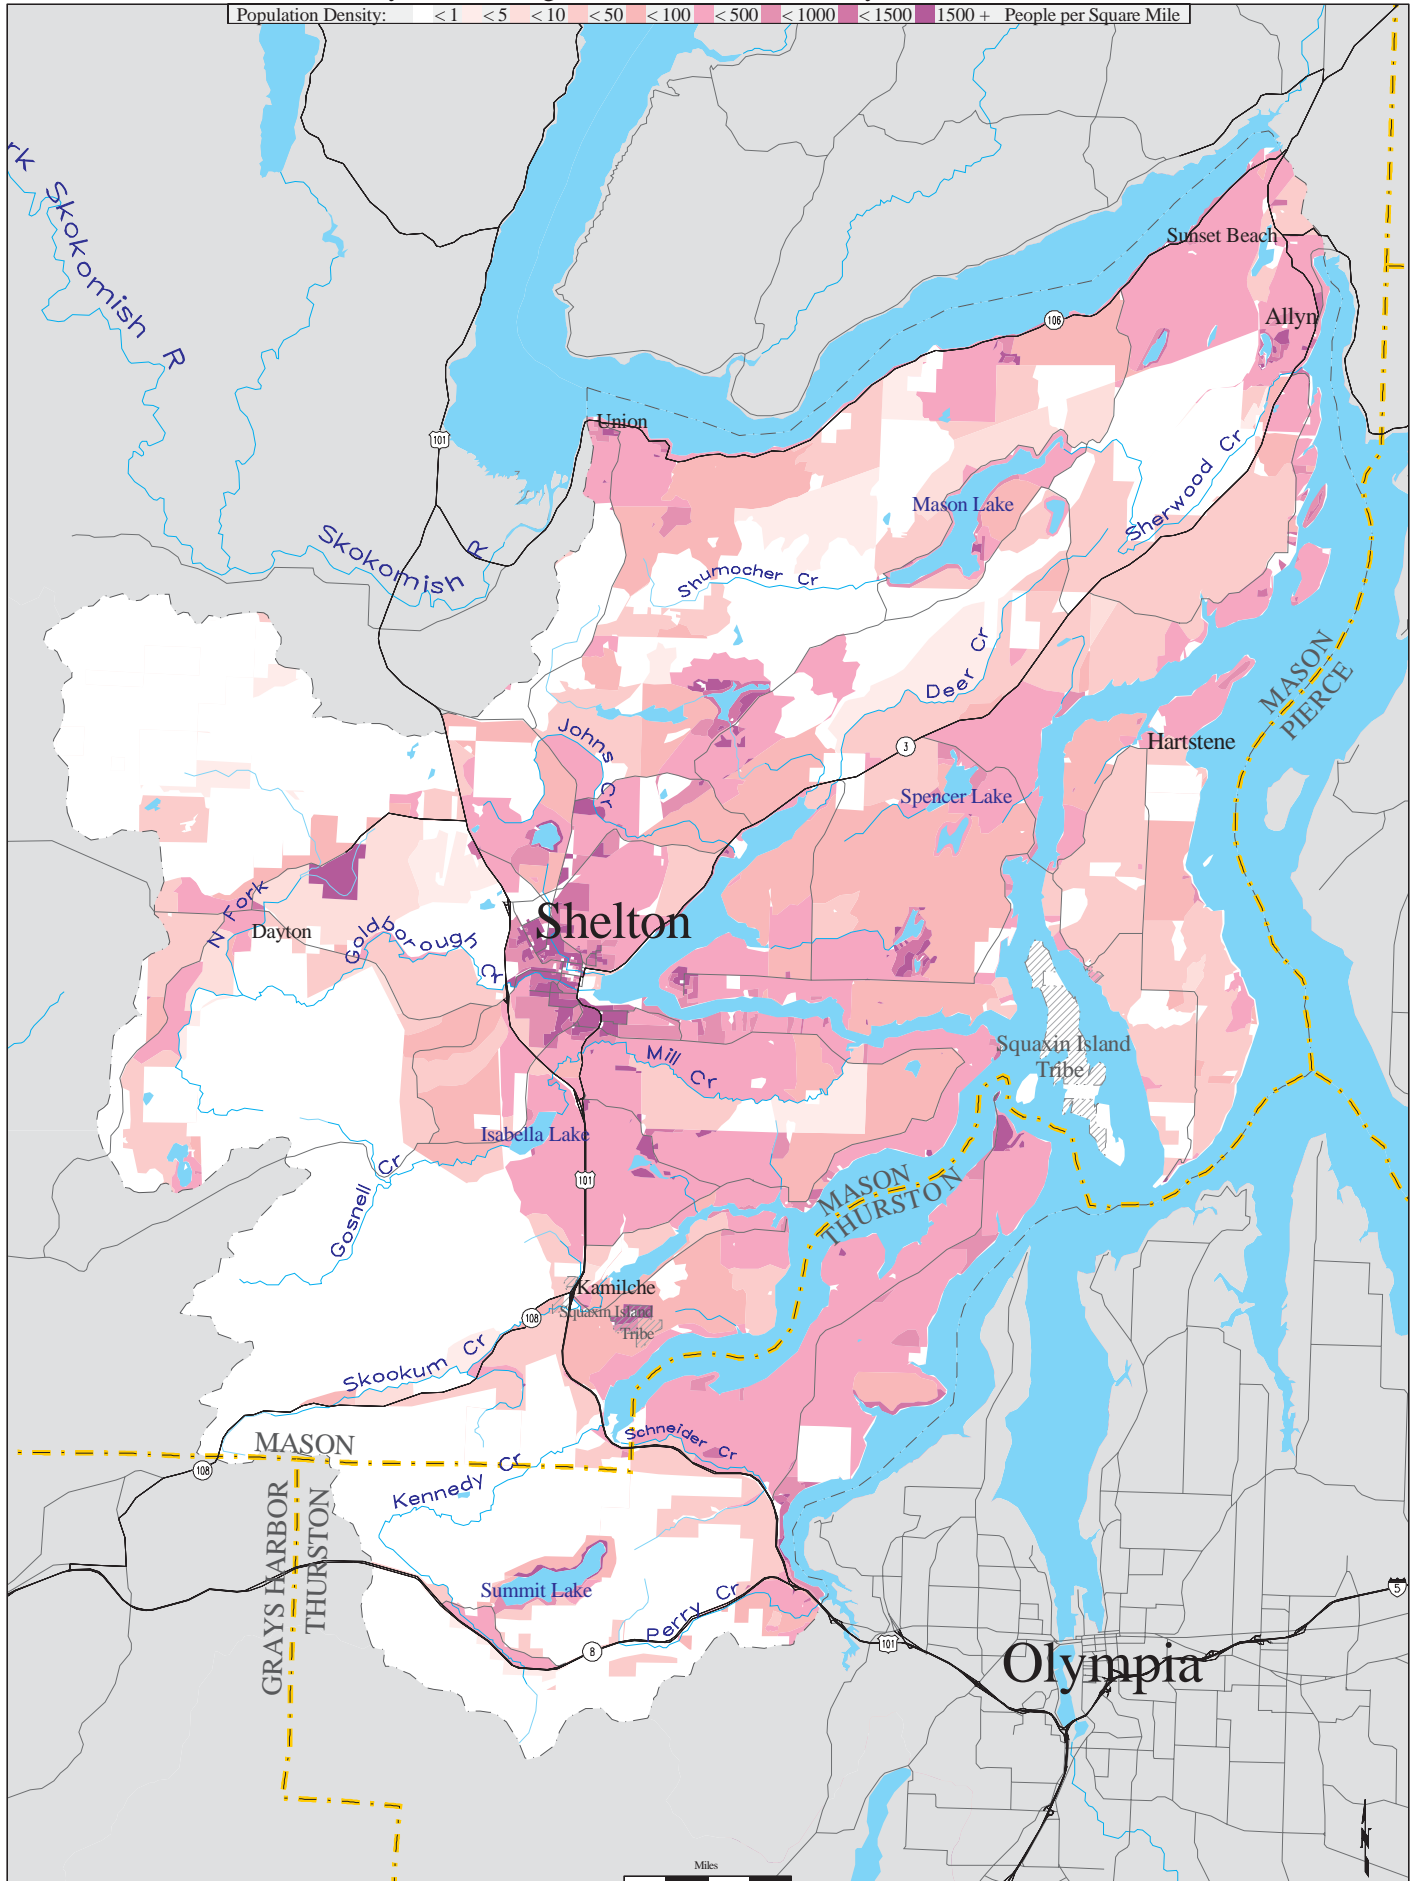 Population Density: < 1 < 5 < 10 < 50 < 100 < 500 < 1000 < 1500 1500 + People per Square Mile
rk Skokomish R
Sunset Beach
Allyn
106
Union
101
Mason Lake
Sherwood Cr
Skokomish R
Shumocher Cr
Deer Cr
MASON
PIERCE
Johns Cr
Hartstene
3
Spencer Lake
N Fork
Dayton
Goldborough Cr
Shelton
Squaxin Island
Tribe
Mill Cr
Isabella Lake
Gosnell Cr
101
MASON
THURSTON
Kamilche
Squaxin Island
Tribe
108
Skookum Cr
Schneider Cr
MASON
108
Kennedy Cr
GRAYS HARBOR
THURSTON
Summit Lake
Perry Cr
8
101
5
Olympia
N
Miles